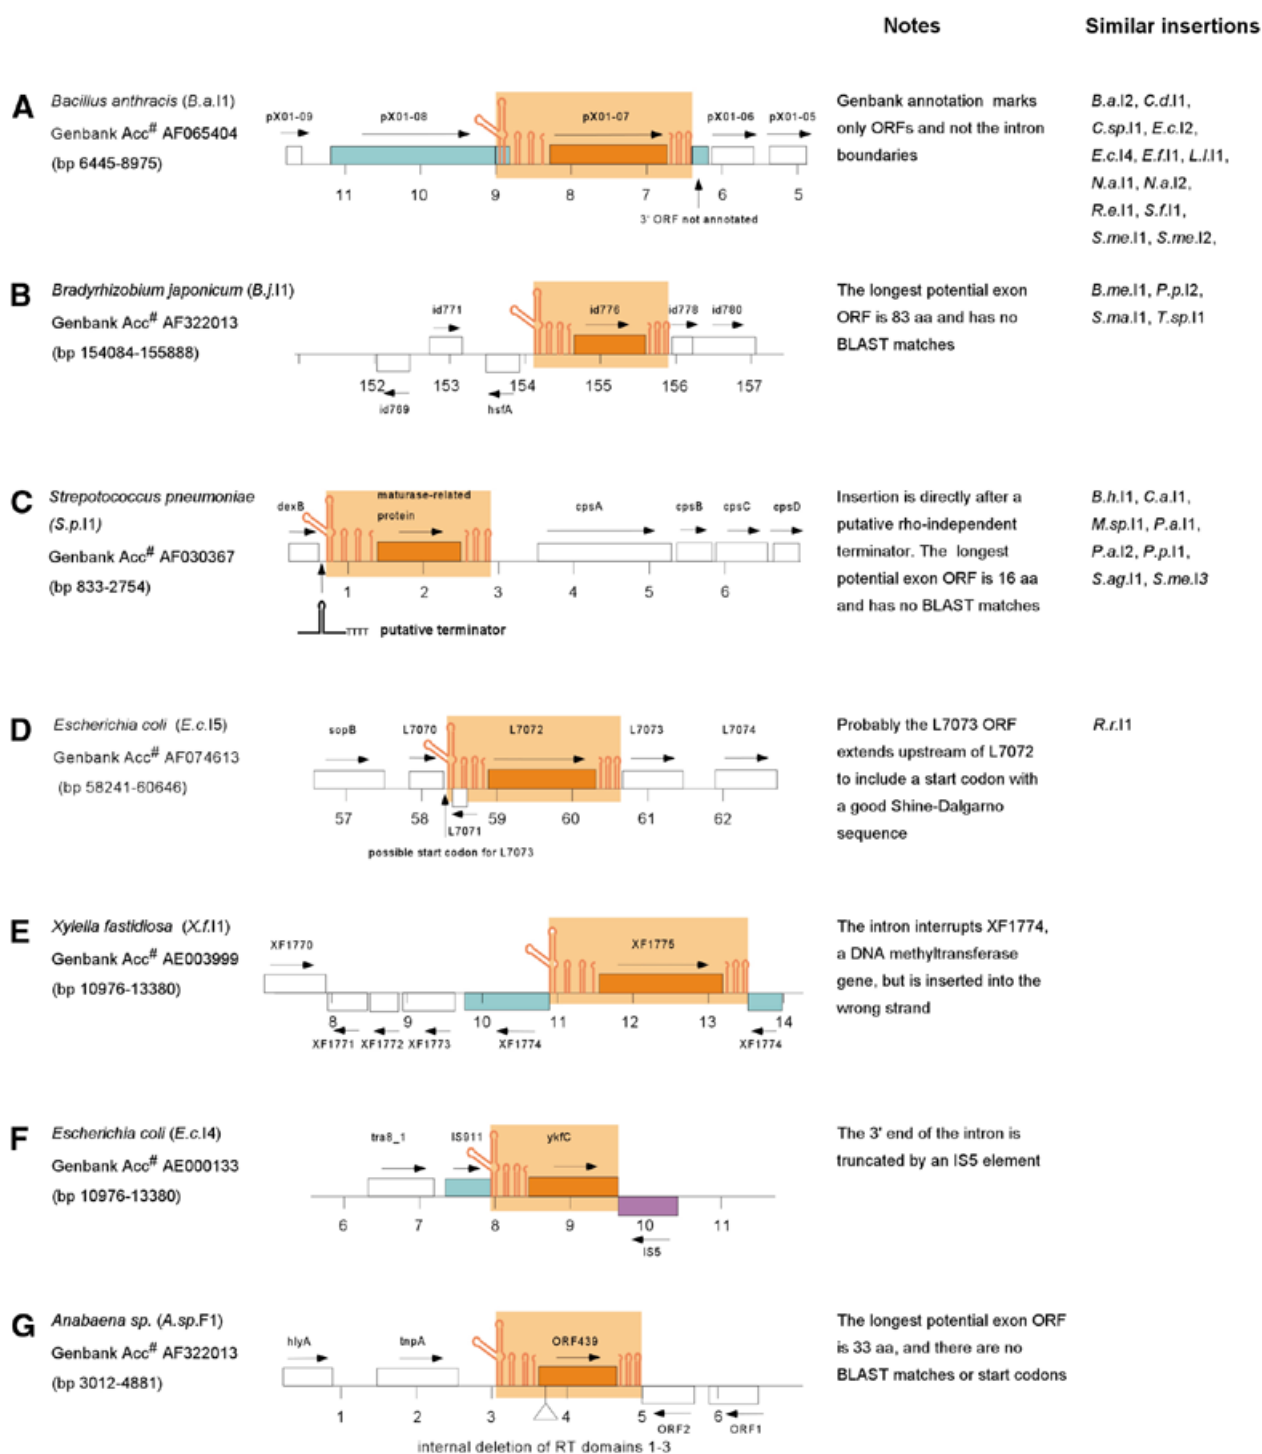 Notes Similar insertions
A Bacillus anthracis (B.a.I1)
Genbank Acc# AF065404
(bp 6445-8975)
pX01-09 pX01-08 pX01-07 pX01-06 pX01-05
11 10 9 8 7 6 5
3' ORF not annotated
Genbank annotation marks
only ORFs and not the intron
boundaries
B.a.I2, C.d.I1,
C.sp.I1, E.c.I2,
E.c.I4, E.f.I1, L.l.I1,
N.a.I1, N.a.I2,
R.e.I1, S.f.I1,
S.me.I1, S.me.I2,
B Bradyrhizobium japonicum (B.j.I1)
Genbank Acc# AF322013
(bp 154084-155888)
id771 id776 id778 id780
152 153 154 155 156 157
id769 hsfA
The longest potential exon
ORF is 83 aa and has no
BLAST matches
B.me.I1, P.p.I2,
S.ma.I1, T.sp.I1
C Strepotococcus pneumoniae
(S.p.I1)
Genbank Acc# AF030367
(bp 833-2754)
dexB maturase-related
protein cpsA cpsB cpsC cpsD
1 2 3 4 5 6
TTTT putative terminator
Insertion is directly after a
putative rho-independent
terminator. The longest
potential exon ORF is 16 aa
and has no BLAST matches
B.h.I1, C.a.I1,
M.sp.I1, P.a.I1,
P.a.I2, P.p.I1,
S.ag.I1, S.me.I3
D Escherichia coli (E.c.I5)
Genbank Acc# AF074613
(bp 58241-60646)
sopB L7070 L7072 L7073 L7074
57 58 59 60 61 62
L7071
possible start codon for L7073
Probably the L7073 ORF
extends upstream of L7072
to include a start codon with
a good Shine-Dalgarno
sequence
R.r.I1
E Xylella fastidiosa (X.f.I1)
Genbank Acc# AE003999
(bp 10976-13380)
XF1770 XF1775
8 9 10 11 12 13 14
XF1771 XF1772 XF1773 XF1774 XF1774
The intron interrupts XF1774,
a DNA methyltransferase
gene, but is inserted into the
wrong strand
F Escherichia coli (E.c.I4)
Genbank Acc# AE000133
(bp 10976-13380)
tra8_1 IS911 ykfC
6 7 8 9 10 11
IS5
The 3' end of the intron is
truncated by an IS5 element
G Anabaena sp. (A.sp.F1)
Genbank Acc# AF322013
(bp 3012-4881)
hlyA tnpA ORF439
1 2 3 4 5 6
ORF2 ORF1
internal deletion of RT domains 1-3
The longest potential exon ORF
is 33 aa, and there are no
BLAST matches or start codons